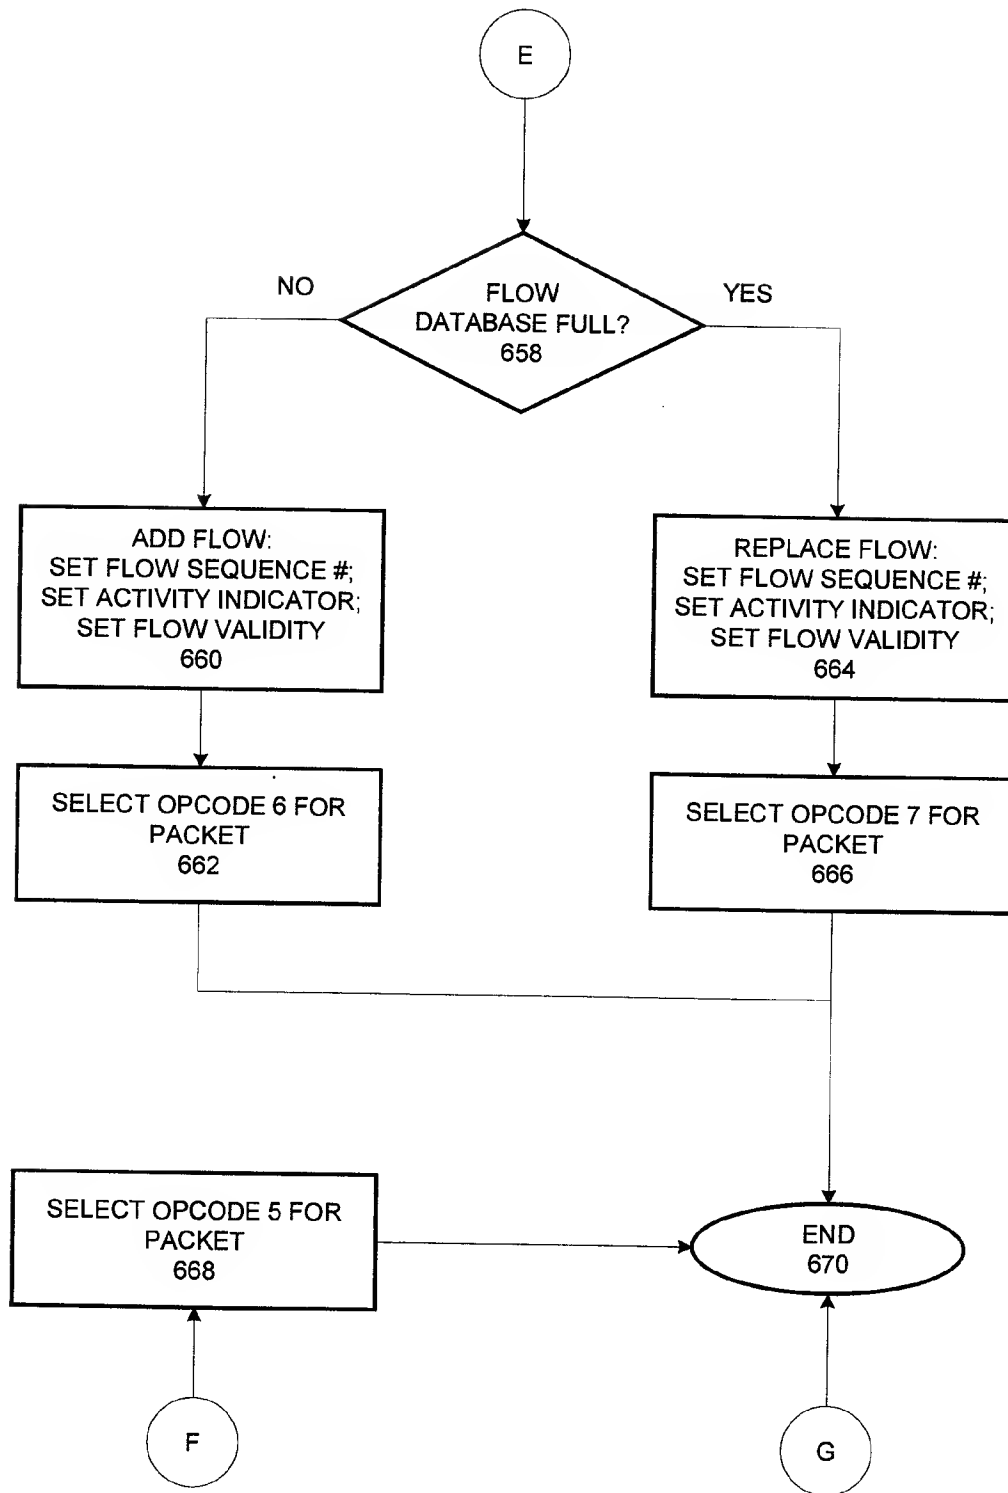 E
NO
YES
FLOW
DATABASE FULL?
658
ADD FLOW:
SET FLOW SEQUENCE #;
SET ACTIVITY INDICATOR;
SET FLOW VALIDITY
660
REPLACE FLOW:
SET FLOW SEQUENCE #;
SET ACTIVITY INDICATOR;
SET FLOW VALIDITY
664
SELECT OPCODE 6 FOR
PACKET
662
SELECT OPCODE 7 FOR
PACKET
666
SELECT OPCODE 5 FOR
PACKET
668
END
670
F
G